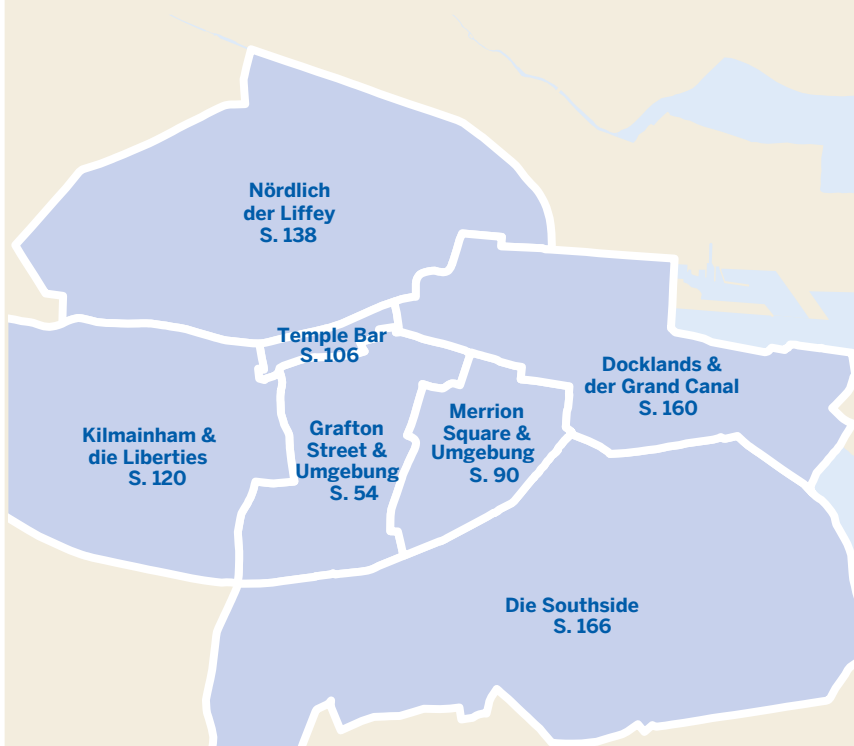 Nördlich
der Liffey
S. 138
Temple Bar
S. 106
Docklands &
der Grand Canal
S. 160
Kilmainham &
die Liberties
S. 120
Grafton
Street &
Umgebung
S. 54
Merrion
Square &
Umgebung
S. 90
Die Southside
S. 166